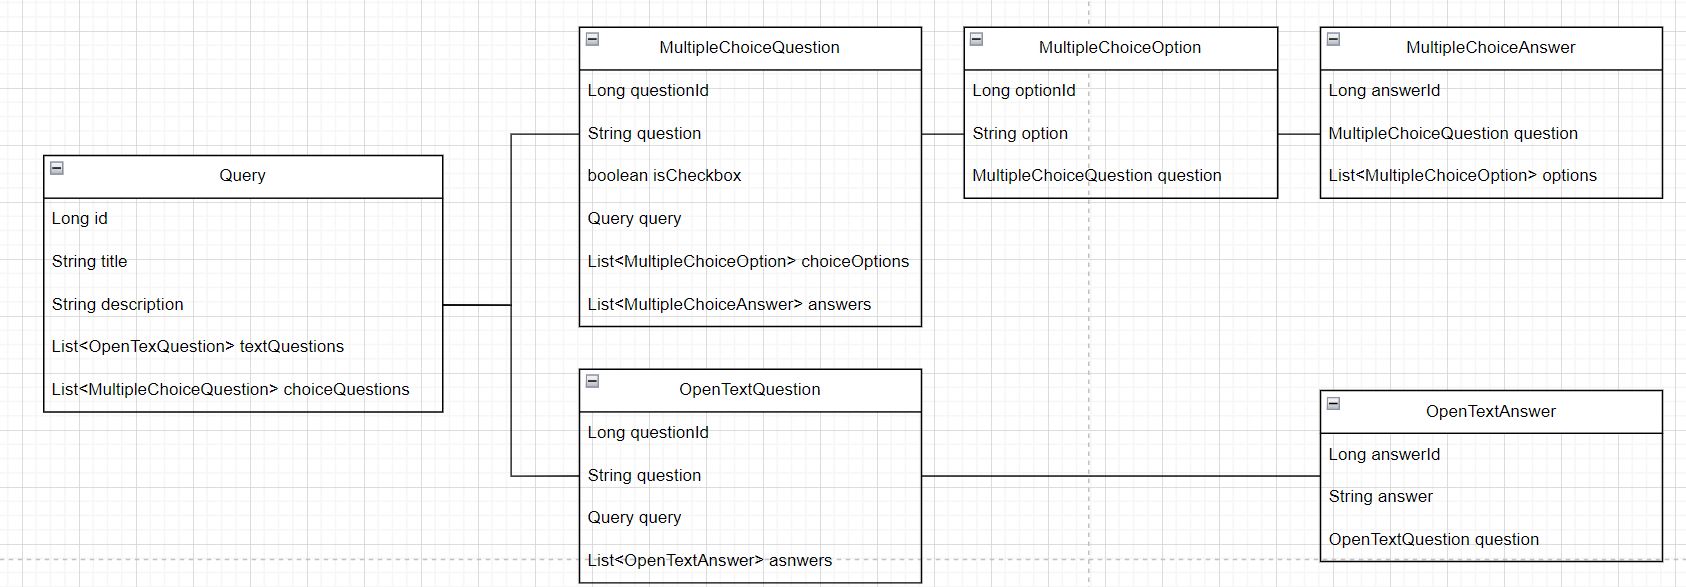 Query
Long id
String title
String description
List<OpenTexQuestion> textQuestions
List<MultipleChoiceQuestion> choiceQuestions
MultipleChoiceQuestion
Long questionId
String question
boolean isCheckbox
Query query
List<MultipleChoiceOption> choiceOptions
List<MultipleChoiceAnswer> answers
MultipleChoiceOption
Long optionId
String option
MultipleChoiceQuestion question
MultipleChoiceAnswer
Long answerId
MultipleChoiceQuestion question
List<MultipleChoiceOption> options
OpenTextQuestion
Long questionId
String question
Query query
List<OpenTextAnswer> asnwers
OpenTextAnswer
Long answerId
String answer
OpenTextQuestion question